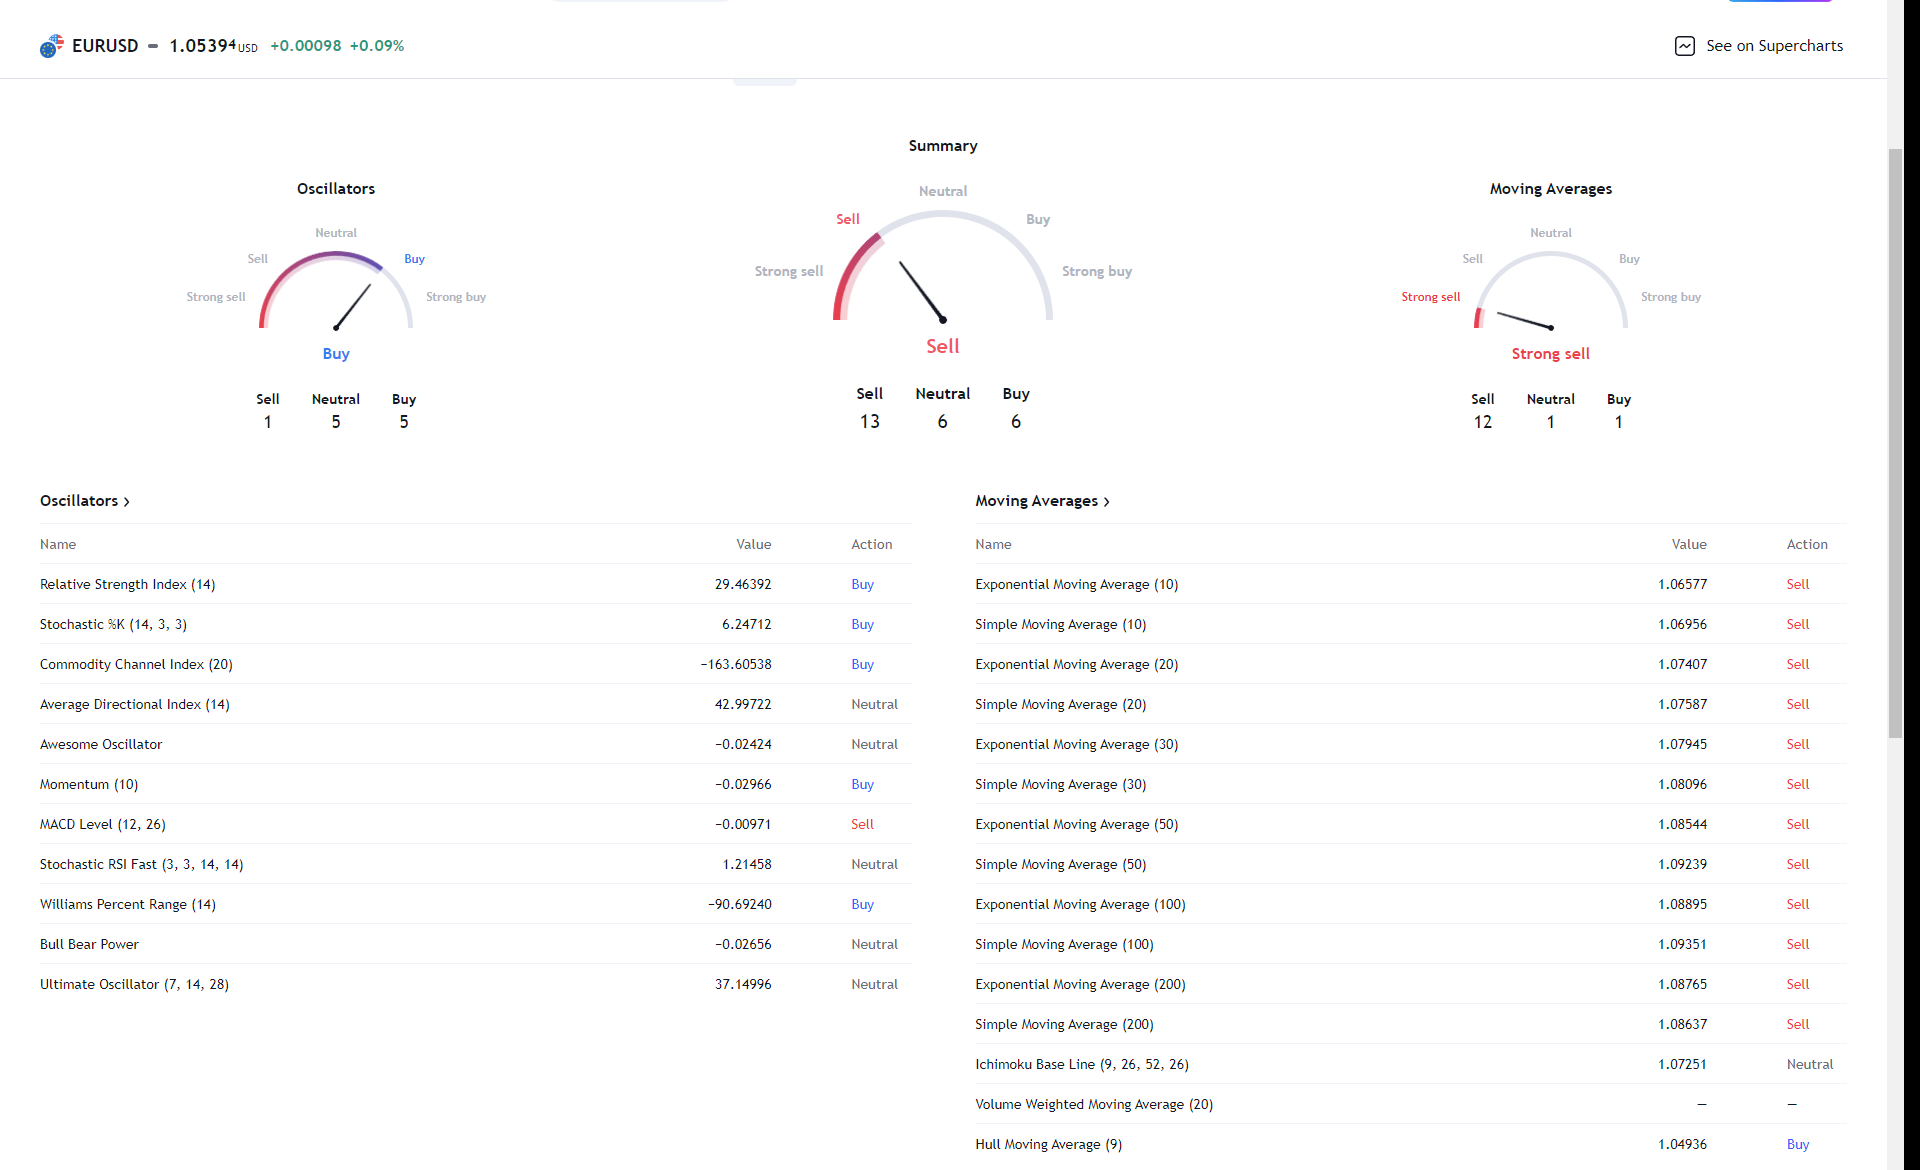 EURUSD − 1.05394 USD +0.00098 +0.09%
See on Supercharts
Summary
Neutral
Sell
Buy
Strong sell
Strong buy
Sell
Sell Neutral Buy
13 6 6
Oscillators
Neutral
Sell
Buy
Strong sell
Strong buy
Buy
Sell Neutral Buy
1 5 5
Moving Averages
Neutral
Sell
Buy
Strong sell
Strong buy
Strong sell
Sell Neutral Buy
12 1 1
Oscillators >
Name Value Action
Relative Strength Index (14) 29.46392 Buy
Stochastic %K (14, 3, 3) 6.24712 Buy
Commodity Channel Index (20) −163.60538 Buy
Average Directional Index (14) 42.99722 Neutral
Awesome Oscillator −0.02424 Neutral
Momentum (10) −0.02966 Buy
MACD Level (12, 26) −0.00971 Sell
Stochastic RSI Fast (3, 3, 14, 14) 1.21458 Neutral
Williams Percent Range (14) −90.69240 Buy
Bull Bear Power −0.02656 Neutral
Ultimate Oscillator (7, 14, 28) 37.14996 Neutral
Moving Averages >
Name Value Action
Exponential Moving Average (10) 1.06577 Sell
Simple Moving Average (10) 1.06956 Sell
Exponential Moving Average (20) 1.07407 Sell
Simple Moving Average (20) 1.07587 Sell
Exponential Moving Average (30) 1.07945 Sell
Simple Moving Average (30) 1.08096 Sell
Exponential Moving Average (50) 1.08544 Sell
Simple Moving Average (50) 1.09239 Sell
Exponential Moving Average (100) 1.08895 Sell
Simple Moving Average (100) 1.09351 Sell
Exponential Moving Average (200) 1.08765 Sell
Simple Moving Average (200) 1.08637 Sell
Ichimoku Base Line (9, 26, 52, 26) 1.07251 Neutral
Volume Weighted Moving Average (20) — —
Hull Moving Average (9) 1.04936 Buy